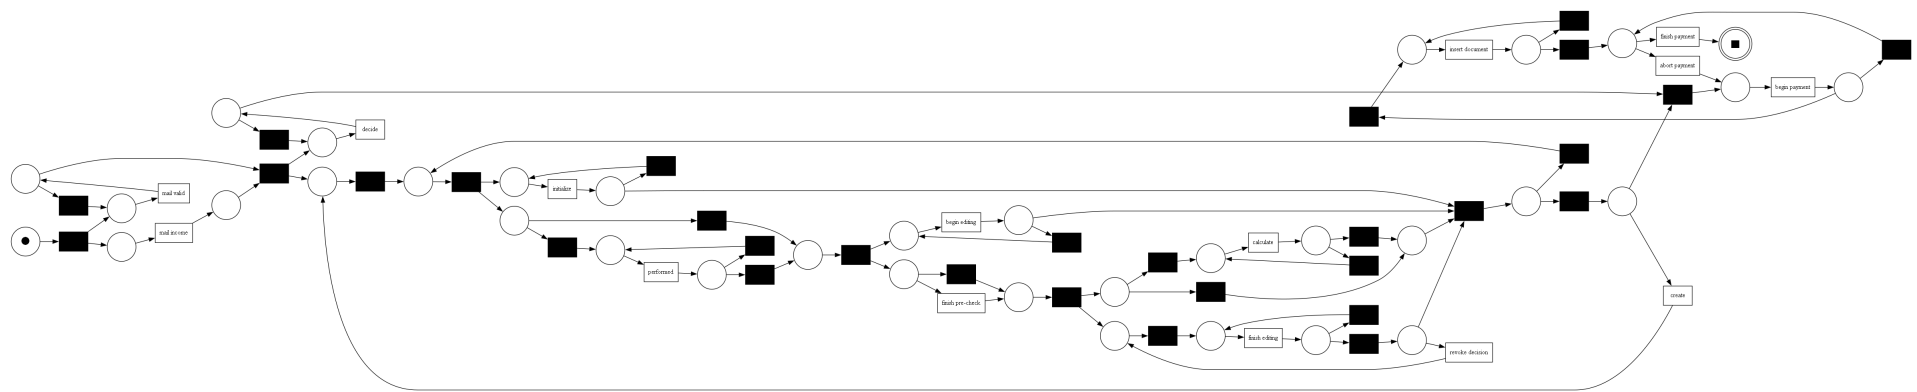 finish payment
insert document
abort payment
begin payment
decide
mail valid
initialize
begin editing
mail income
calculate
performed
finish pre-check
create
finish editing
revoke decision